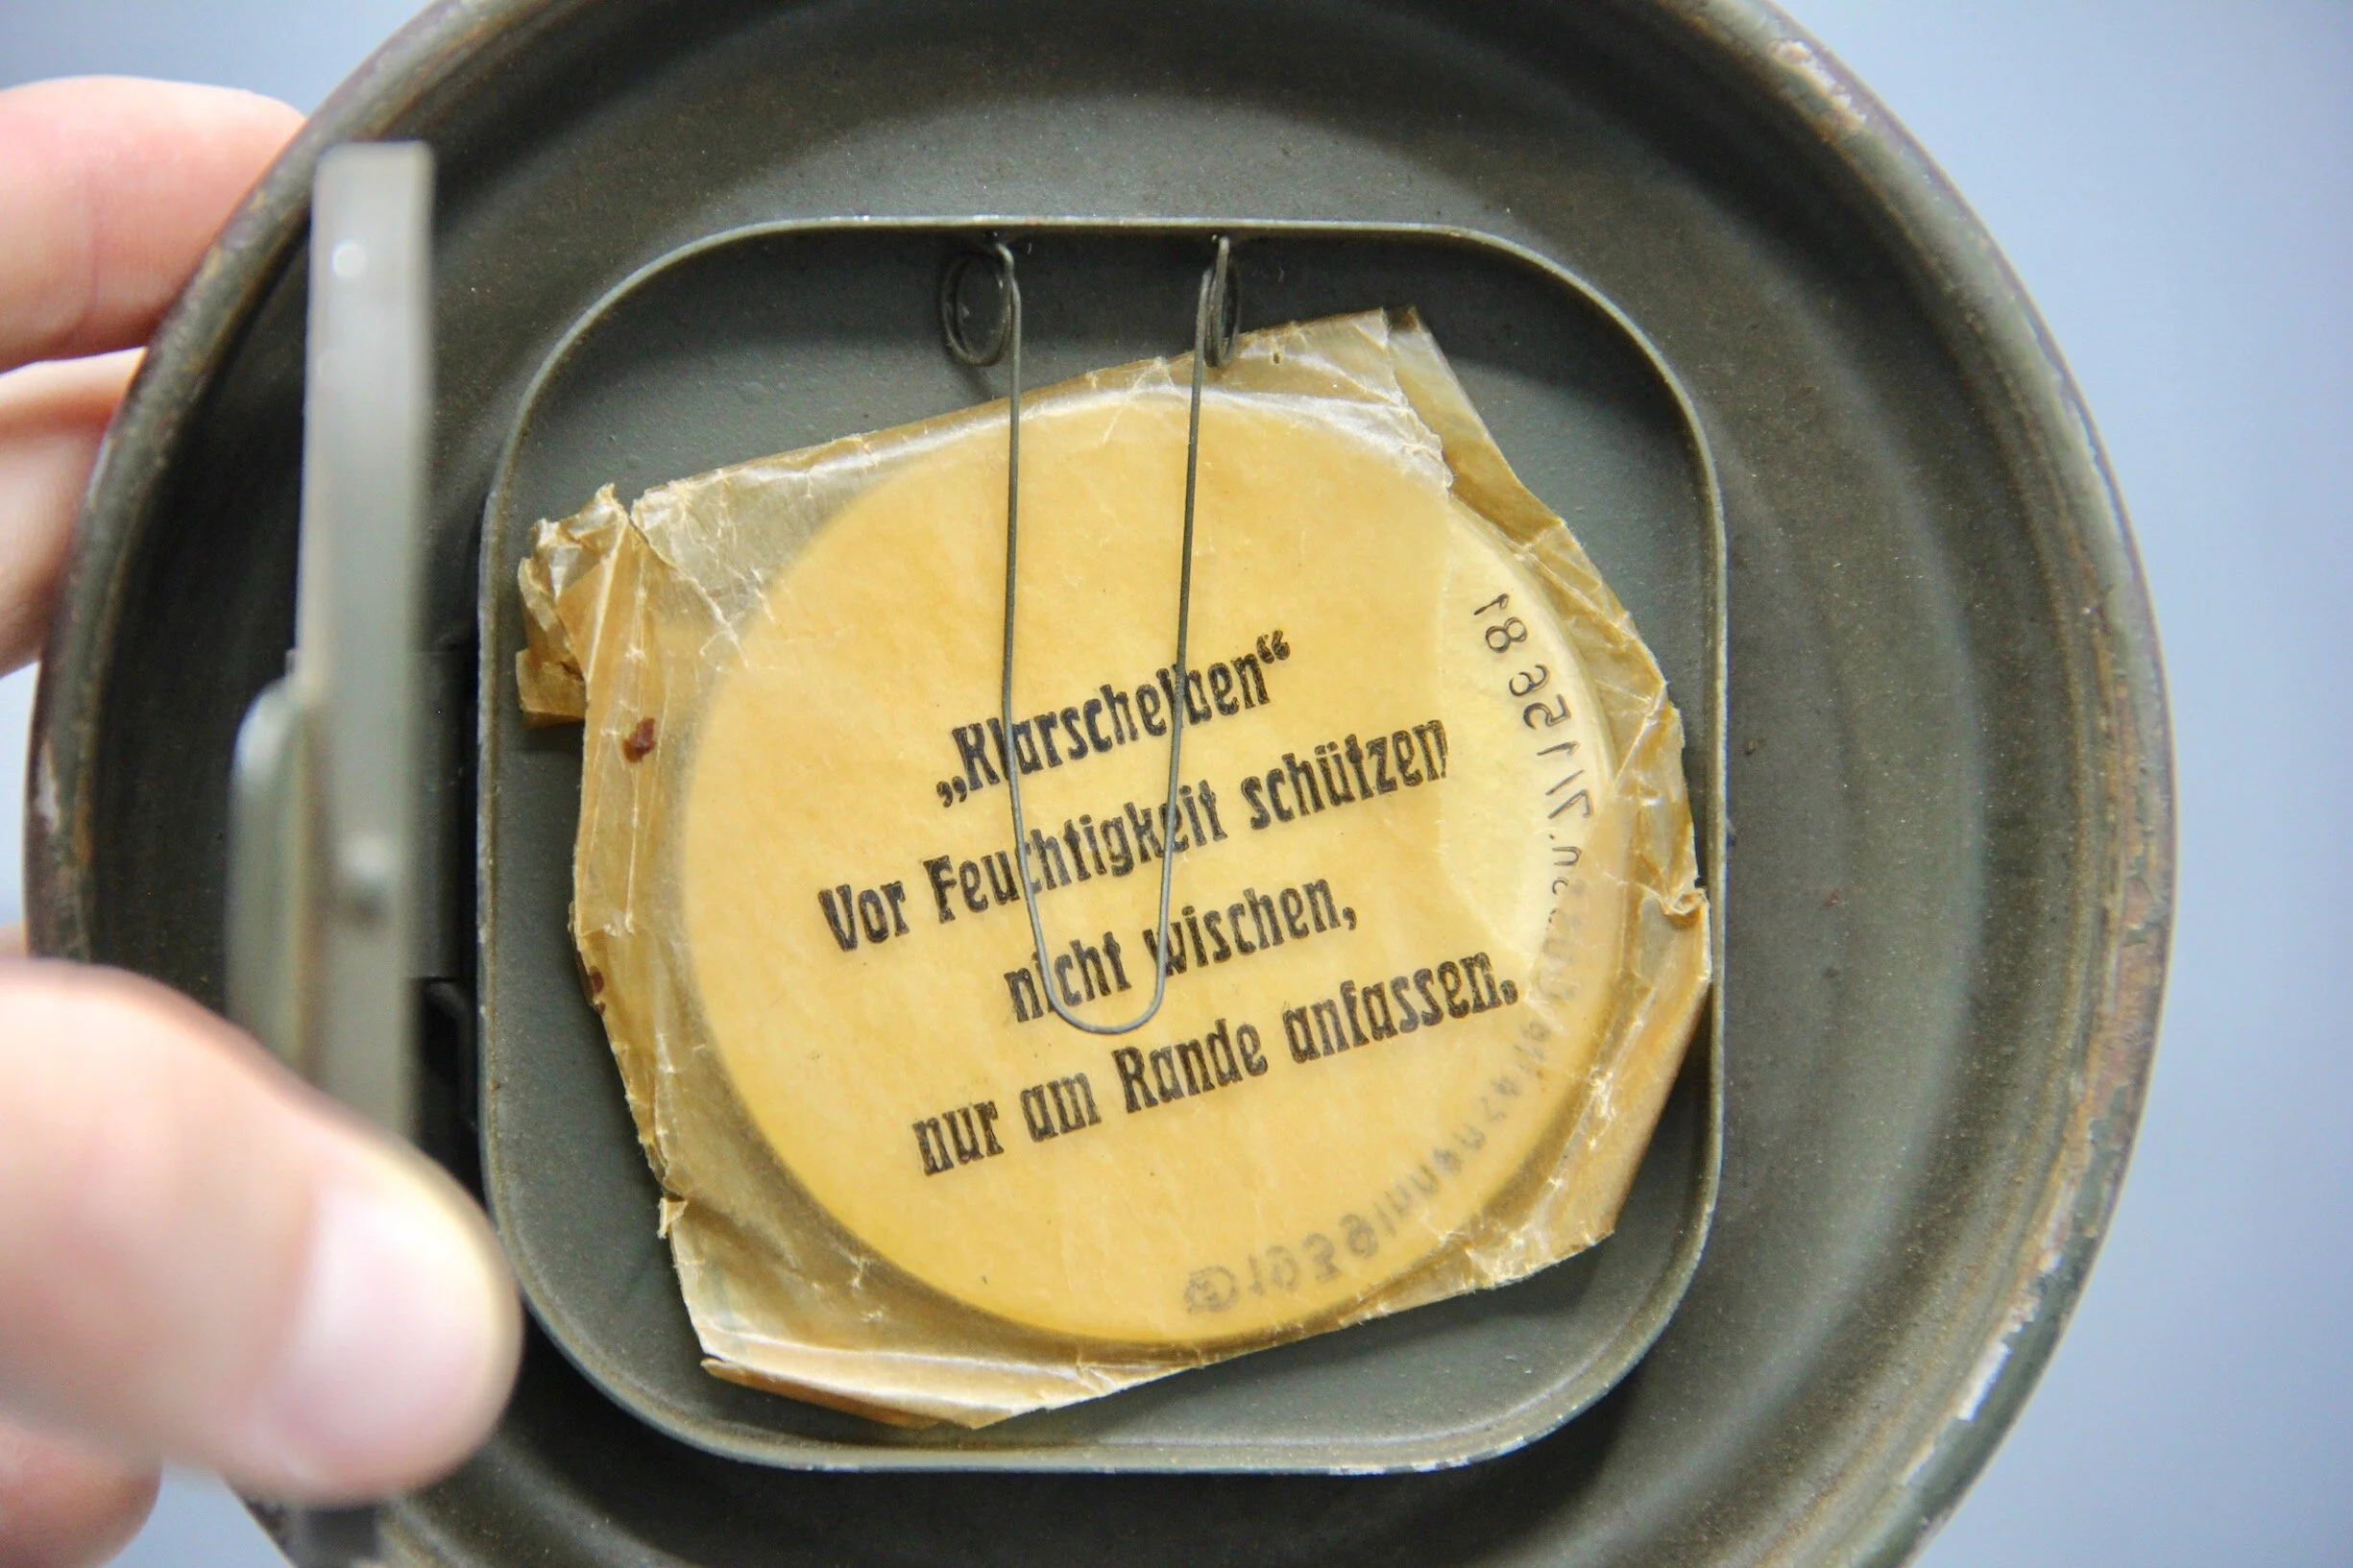 „Klarscheiben“
Vor Feuchtigkeit schützen
nicht wischen,
nur am Rande anfassen.